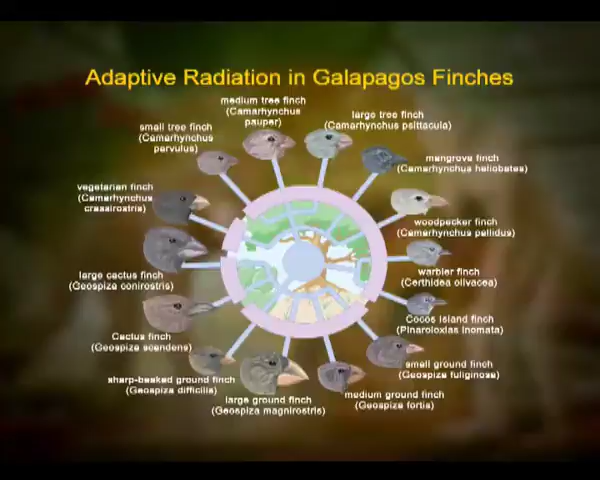 Adaptive Radiation in Galapagos Finches
medium tree finch
(Camarhynchus
pauper)
large tree finch
(Camarhynchus psittacula)
small tree finch
(Camarhynchus
parvulus)
mangrove finch
(Camarhynchus heliobates)
vegetarian finch
(Camarhynchus
crassirostris)
woodpecker finch
(Camarhynchus pallidus)
large cactus finch
(Geospiza conirostris)
warbler finch
(Certhidea olivacea)
Cocos Island finch
(Pinaroloxias inornata)
Cactus finch
(Geospiza scandens)
small ground finch
(Geospiza fuliginosa)
sharp-beaked ground finch
(Geospiza difficilis)
large ground finch
(Geospiza magnirostris)
medium ground finch
(Geospiza fortis)